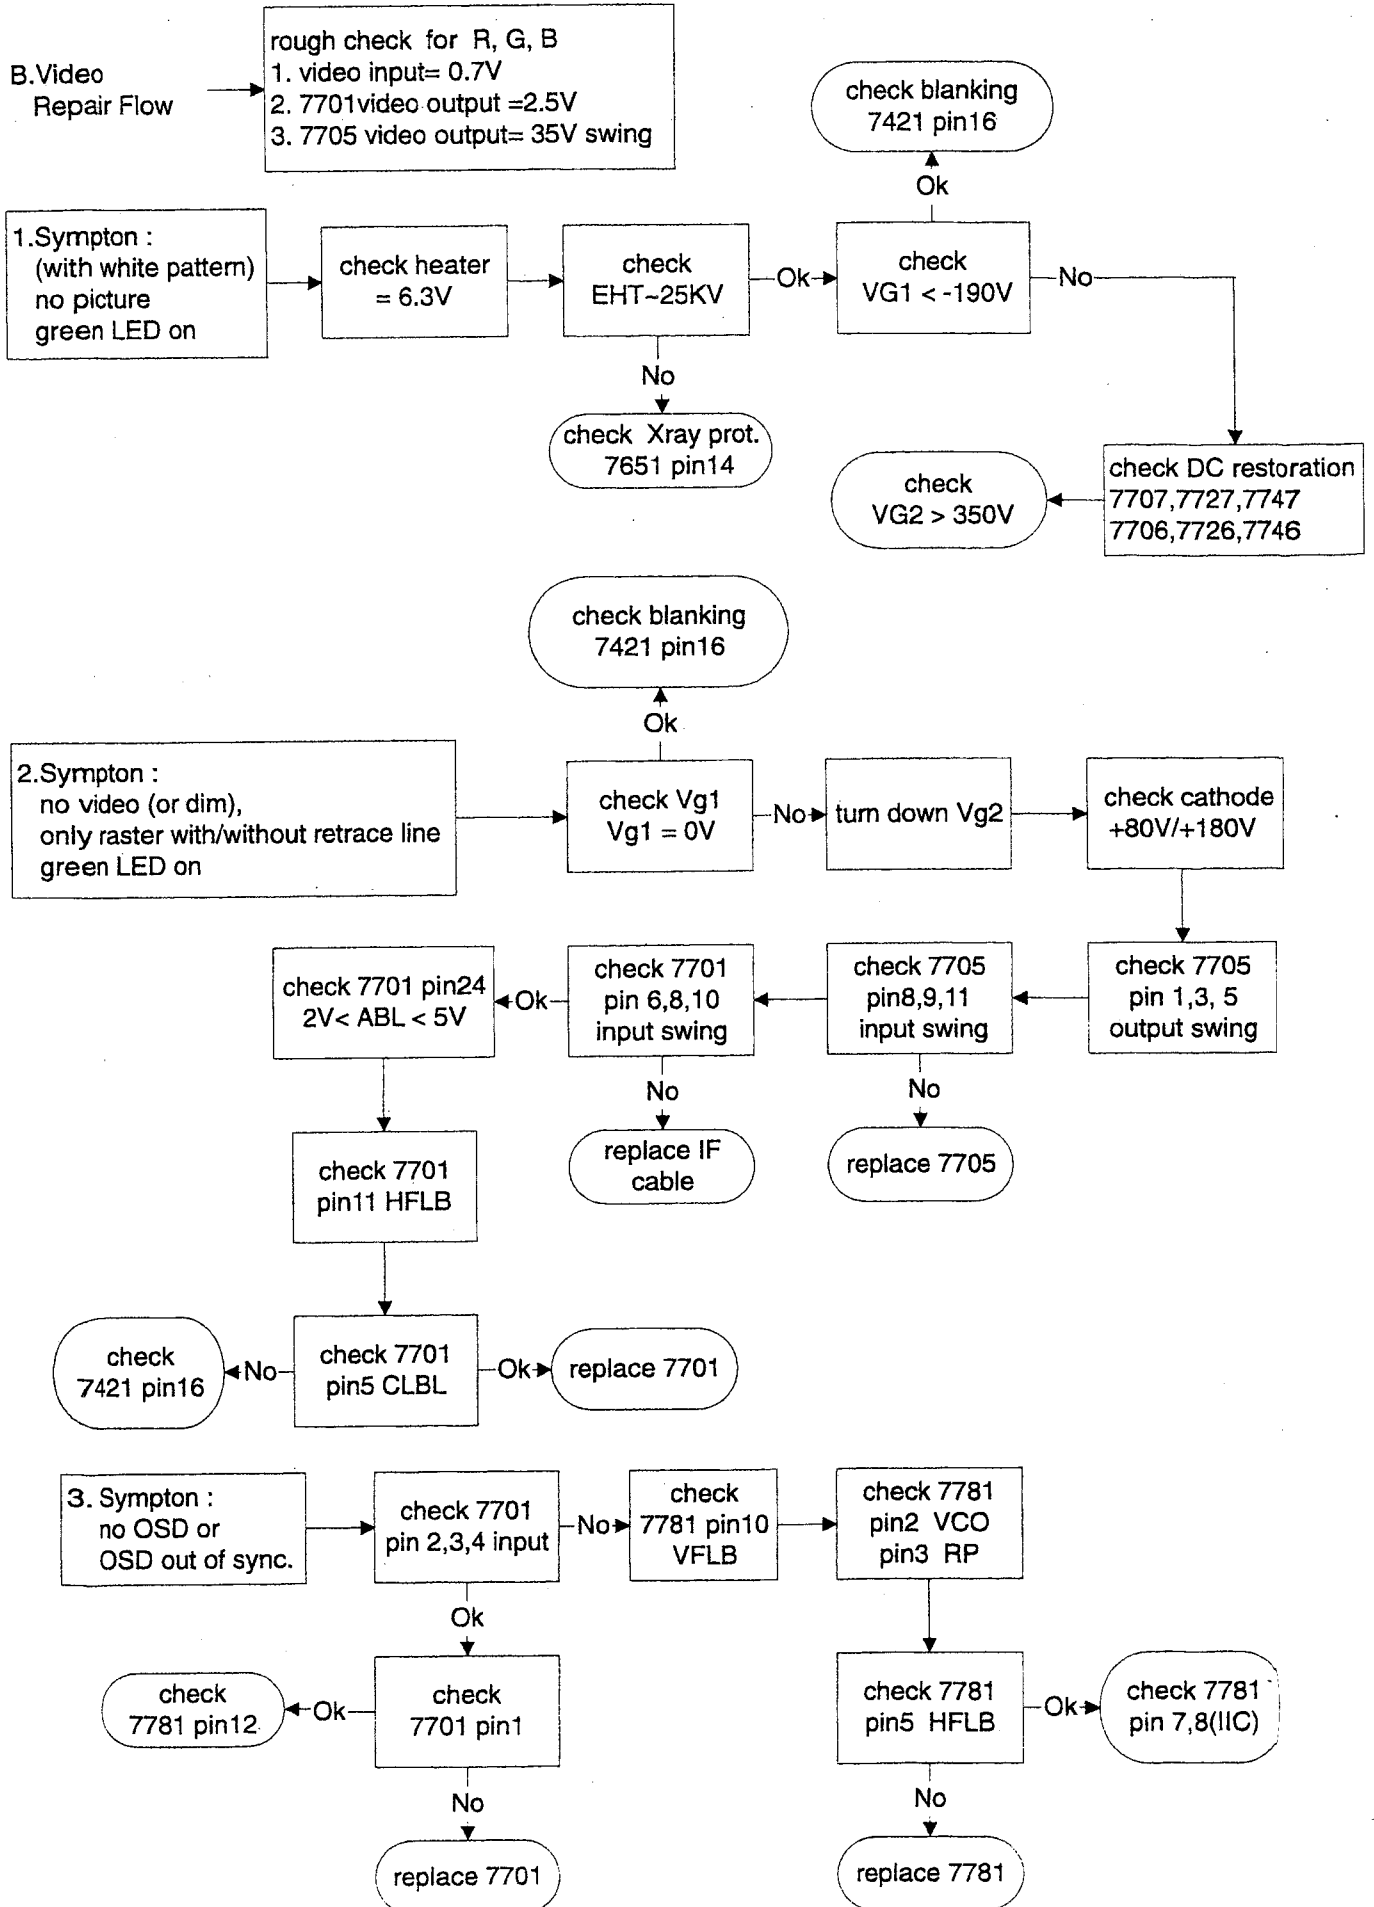 B.Video
Repair Flow
rough check for R, G, B
1. video input= 0.7V
2. 7701video output =2.5V
3. 7705 video output= 35V swing
check blanking
7421 pin16
Ok
1.Sympton :
(with white pattern)
no picture
green LED on
check heater
= 6.3V
check
EHT~25KV
Ok
check
VG1 < -190V
No
No
check Xray prot.
7651 pin14
check
VG2 > 350V
check DC restoration
7707,7727,7747
7706,7726,7746
check blanking
7421 pin16
Ok
2.Sympton :
no video (or dim),
only raster with/without retrace line
green LED on
check Vg1
Vg1 = 0V
No
turn down Vg2
check cathode
+80V/+180V
check 7701 pin24
2V< ABL < 5V
Ok
check 7701
pin 6,8,10
input swing
check 7705
pin8,9,11
input swing
check 7705
pin 1,3, 5
output swing
No
No
replace IF
cable
replace 7705
check 7701
pin11 HFLB
check
7421 pin16
No
check 7701
pin5 CLBL
Ok
replace 7701
3. Sympton :
no OSD or
OSD out of sync.
check 7701
pin 2,3,4 input
No
check
7781 pin10
VFLB
check 7781
pin2 VCO
pin3 RP
Ok
check
7781 pin12
Ok
check
7701 pin1
check 7781
pin5 HFLB
Ok
check 7781
pin 7,8(IIC)
No
No
replace 7701
replace 7781